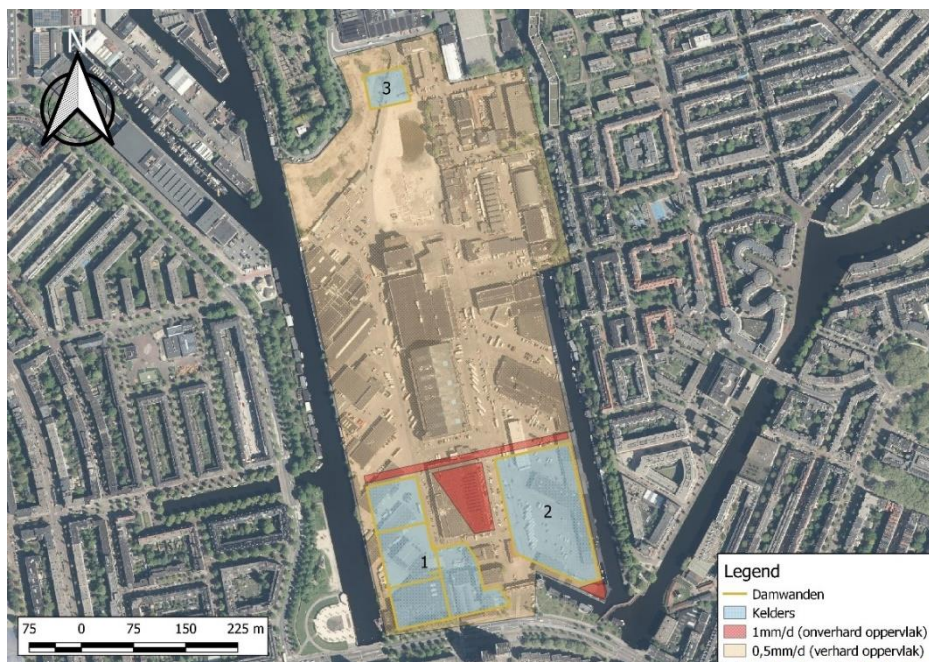 N
3
2
1
75 0 75 150 225 m
Legend
Damwanden
Kelders
1mm/d (onverhard oppervlak)
0,5mm/d (verhard oppervlak)